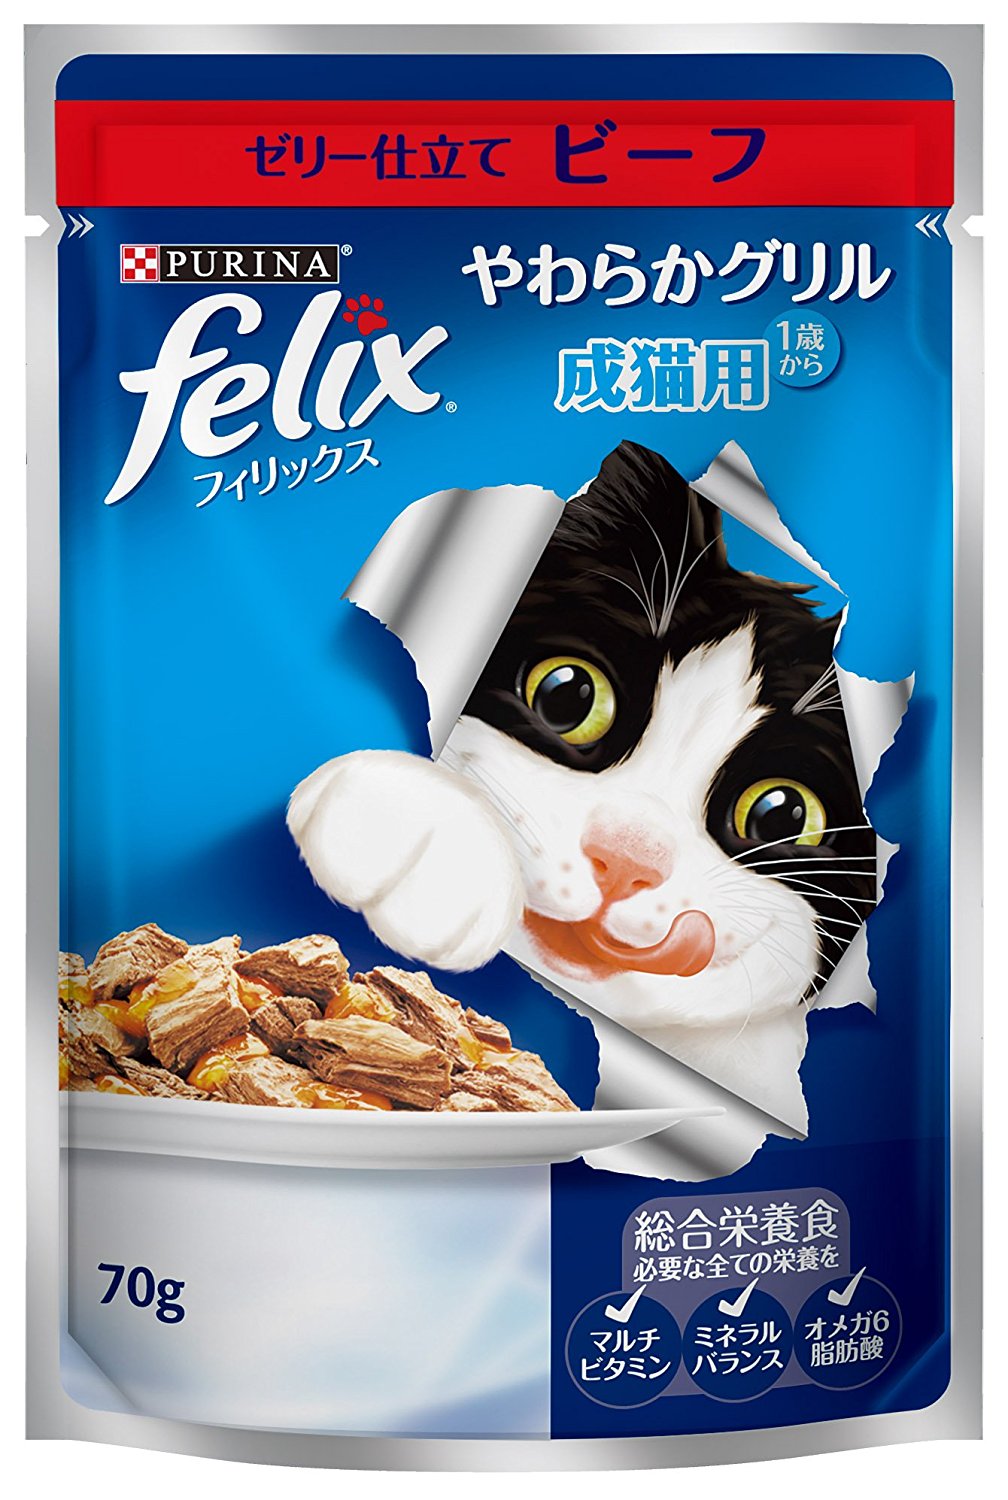 ゼリー仕立て ビーフ
PURINA®
felix®
フィリックス
やわらかグリル
成猫用
1歳
から
70g
総合栄養食
必要な全ての栄養を
マルチ
ビタミン
ミネラル
バランス
オメガ6
脂肪酸